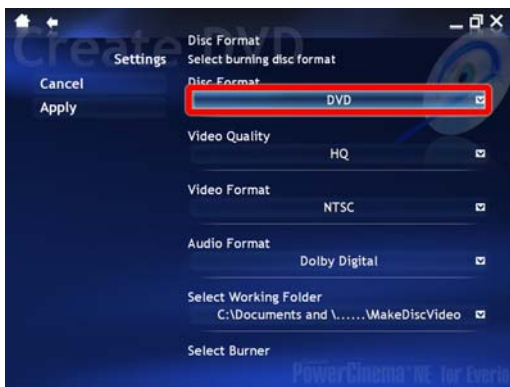 Create DVD
Disc Format
Settings
Select burning disc format
Cancel
Apply
Disc Format
DVD
Video Quality
HQ
Video Format
NTSC
Audio Format
Dolby Digital
Select Working Folder
C:\Documents and \......\MakeDiscVideo
Select Burner
PowerCinema NE for Everio